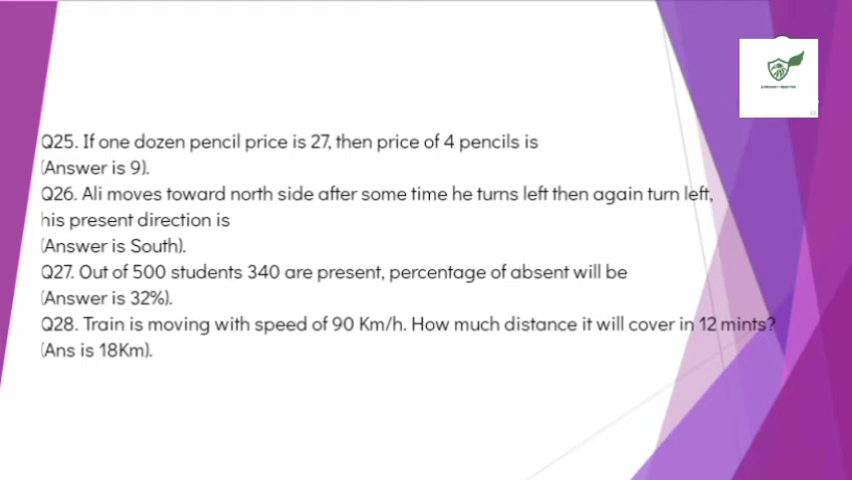 Q25. If one dozen pencil price is 27, then price of 4 pencils is
(Answer is 9).
Q26. Ali moves toward north side after some time he turns left then again turn left,
his present direction is
(Answer is South).
Q27. Out of 500 students 340 are present, percentage of absent will be
(Answer is 32%).
Q28. Train is moving with speed of 90 Km/h. How much distance it will cover in 12 mints?
(Ans is 18Km).